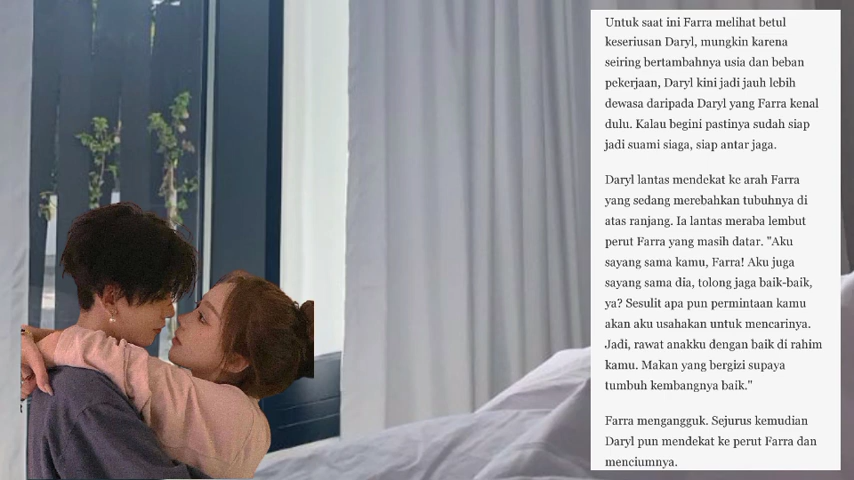 Untuk saat ini Farra melihat betul
keseriusan Daryl, mungkin karena
seiring bertambahnya usia dan beban
pekerjaan, Daryl kini jadi jauh lebih
dewasa daripada Daryl yang Farra kenal
dulu. Kalau begini pastinya sudah siap
jadi suami siaga, siap antar jaga.
Daryl lantas mendekat ke arah Farra
yang sedang merebahkan tubuhnya di
atas ranjang. Ia lantas meraba lembut
perut Farra yang masih datar. "Aku
sayang sama kamu, Farra! Aku juga
sayang sama dia, tolong jaga baik-baik,
ya? Sesulit apa pun permintaan kamu
akan aku usahakan untuk mencarinya.
Jadi, rawat anakku dengan baik di rahim
kamu. Makan yang bergizi supaya
tumbuh kembangnya baik."
Farra mengangguk. Sejurus kemudian
Daryl pun mendekat ke perut Farra dan
menciumnya.